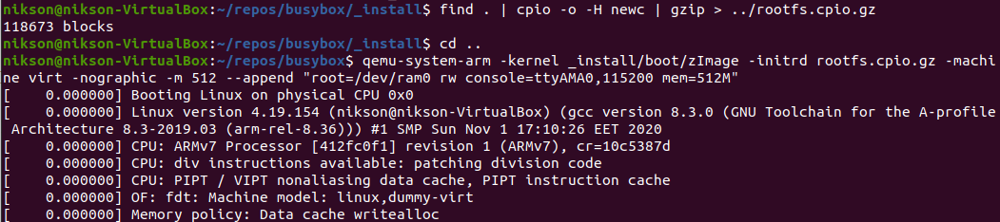 nikson@nikson-VirtualBox:~/repos/busybox/_install$ find . | cpio -o -H newc | gzip > ../rootfs.cpio.gz
118673 blocks
nikson@nikson-VirtualBox:~/repos/busybox/_install$ cd ..
nikson@nikson-VirtualBox:~/repos/busybox$ qemu-system-arm -kernel _install/boot/zImage -initrd rootfs.cpio.gz -machi
ne virt -nographic -m 512 --append "root=/dev/ram0 rw console=ttyAMA0,115200 mem=512M"
[    0.000000] Booting Linux on physical CPU 0x0
[    0.000000] Linux version 4.19.154 (nikson@nikson-VirtualBox) (gcc version 8.3.0 (GNU Toolchain for the A-profile
 Architecture 8.3-2019.03 (arm-rel-8.36))) #1 SMP Sun Nov 1 17:10:26 EET 2020
[    0.000000] CPU: ARMv7 Processor [412fc0f1] revision 1 (ARMv7), cr=10c5387d
[    0.000000] CPU: div instructions available: patching division code
[    0.000000] CPU: PIPT / VIPT nonaliasing data cache, PIPT instruction cache
[    0.000000] OF: fdt: Machine model: linux,dummy-virt
[    0.000000] Memory policy: Data cache writealloc